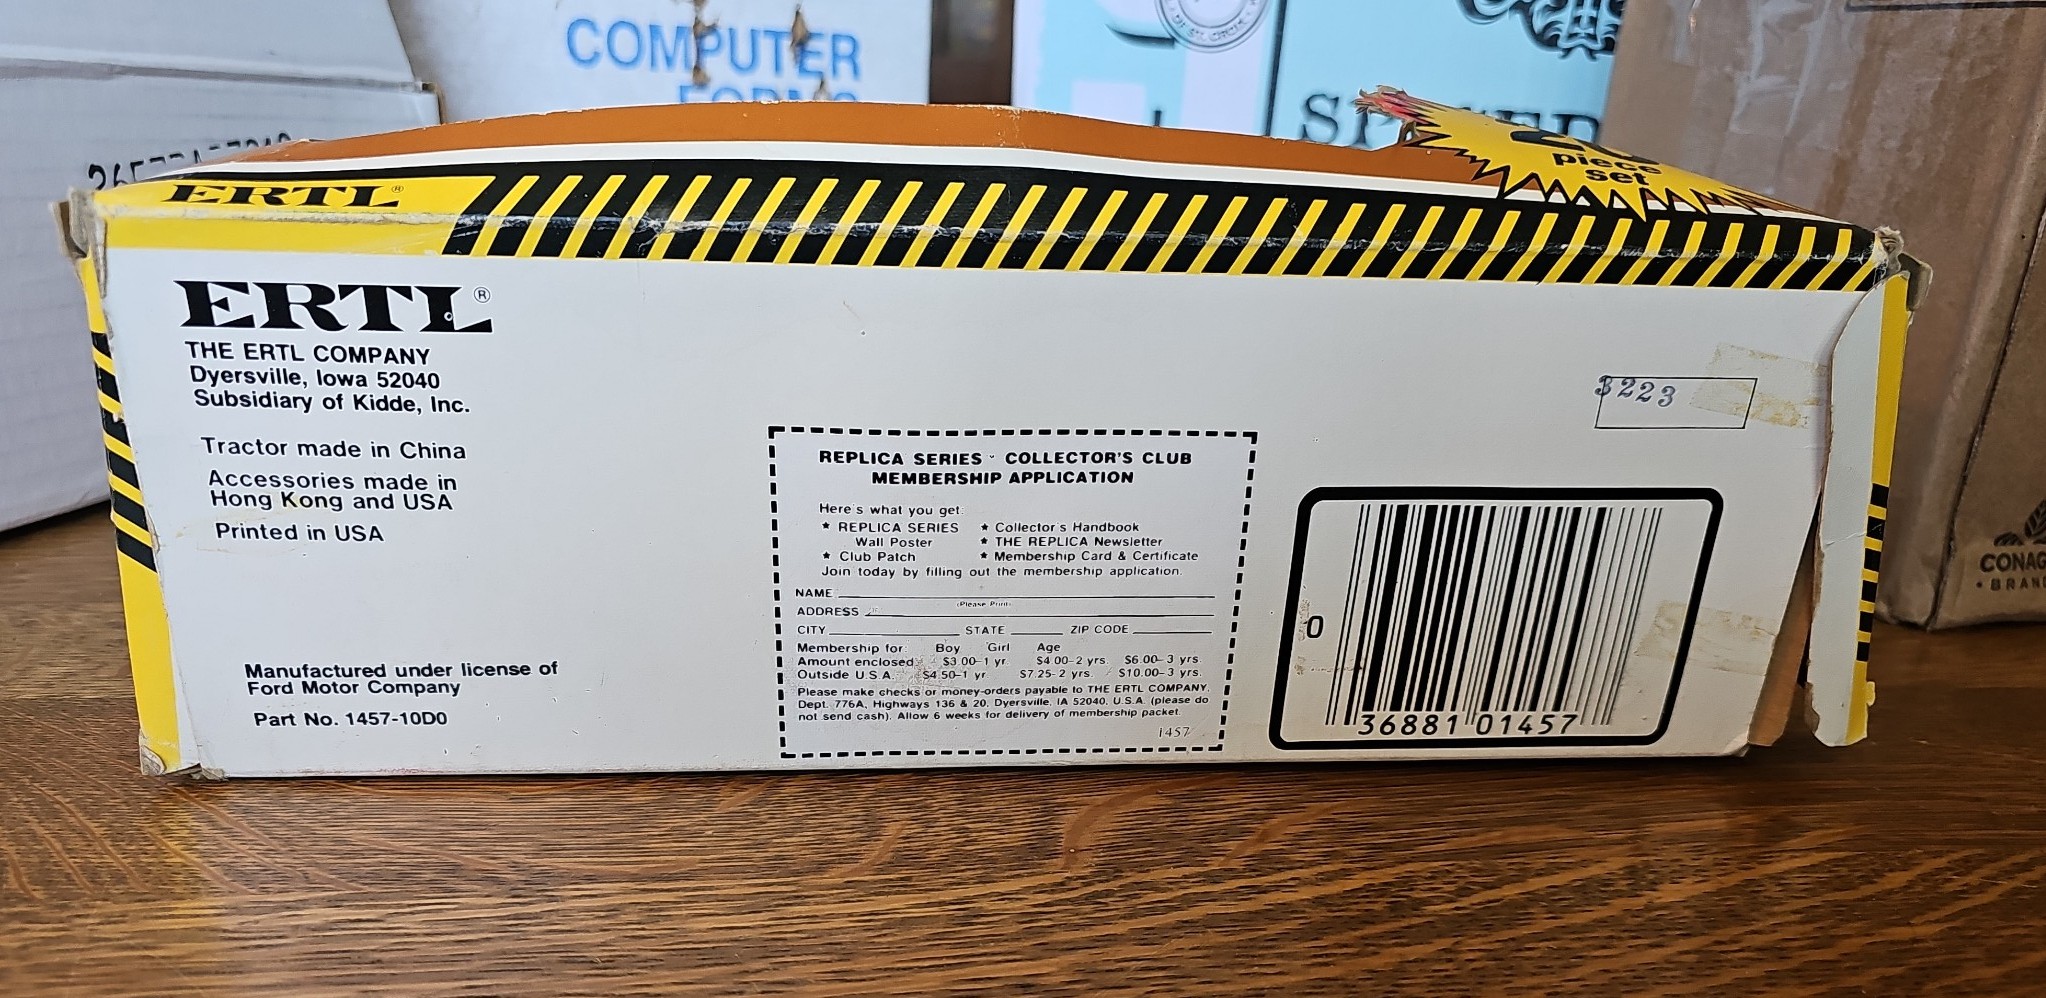 COMPUTER
FORMS
piece
set
ERTL®
ERTL®
THE ERTL COMPANY
Dyersville, Iowa 52040
Subsidiary of Kidde, Inc.
Tractor made in China
Accessories made in
Hong Kong and USA
Printed in USA
Manufactured under license of
Ford Motor Company
Part No. 1457-10D0
REPLICA SERIES COLLECTOR'S CLUB
MEMBERSHIP APPLICATION
Here's what you get:
* REPLICA SERIES
Wall Poster
* Club Patch
* Collector's Handbook
* THE REPLICA Newsletter
* Membership Card & Certificate
Join today by filling out the membership application.
NAME
(Please Print)
ADDRESS
CITY STATE ZIP CODE
Membership for: Boy Girl Age
Amount enclosed: $3.00-1 yr. $4.00-2 yrs. $6.00-3 yrs.
Outside U.S.A. $4.50-1 yr. $7.25-2 yrs. $10.00-3 yrs.
Please make checks or money-orders payable to THE ERTL COMPANY,
Dept. 776A, Highways 136 & 20, Dyersville, IA 52040, U.S.A. (please do
not send cash). Allow 6 weeks for delivery of membership packet.
1457
3223
0 36881 01457
CONAG
BRAN